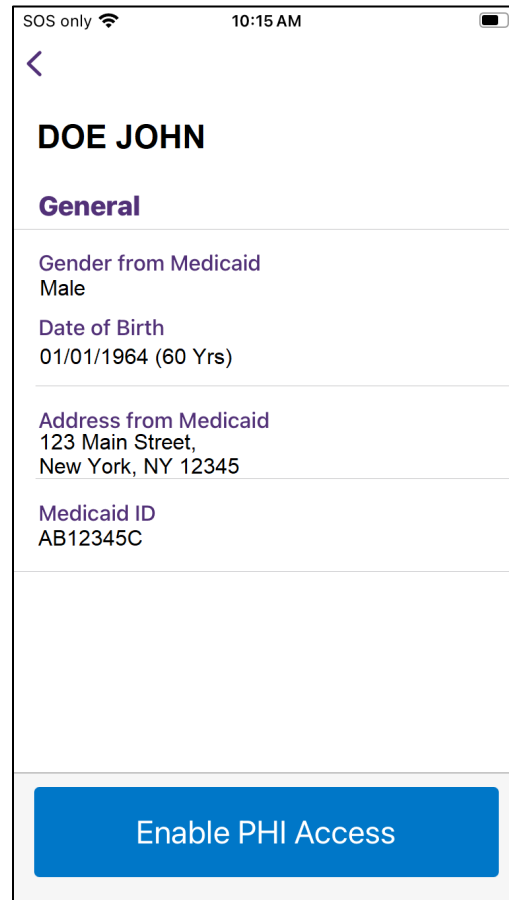 SOS only 10:15 AM
DOE JOHN
General
Gender from Medicaid
Male
Date of Birth
01/01/1964 (60 Yrs)
Address from Medicaid
123 Main Street,
New York, NY 12345
Medicaid ID
AB12345C
Enable PHI Access